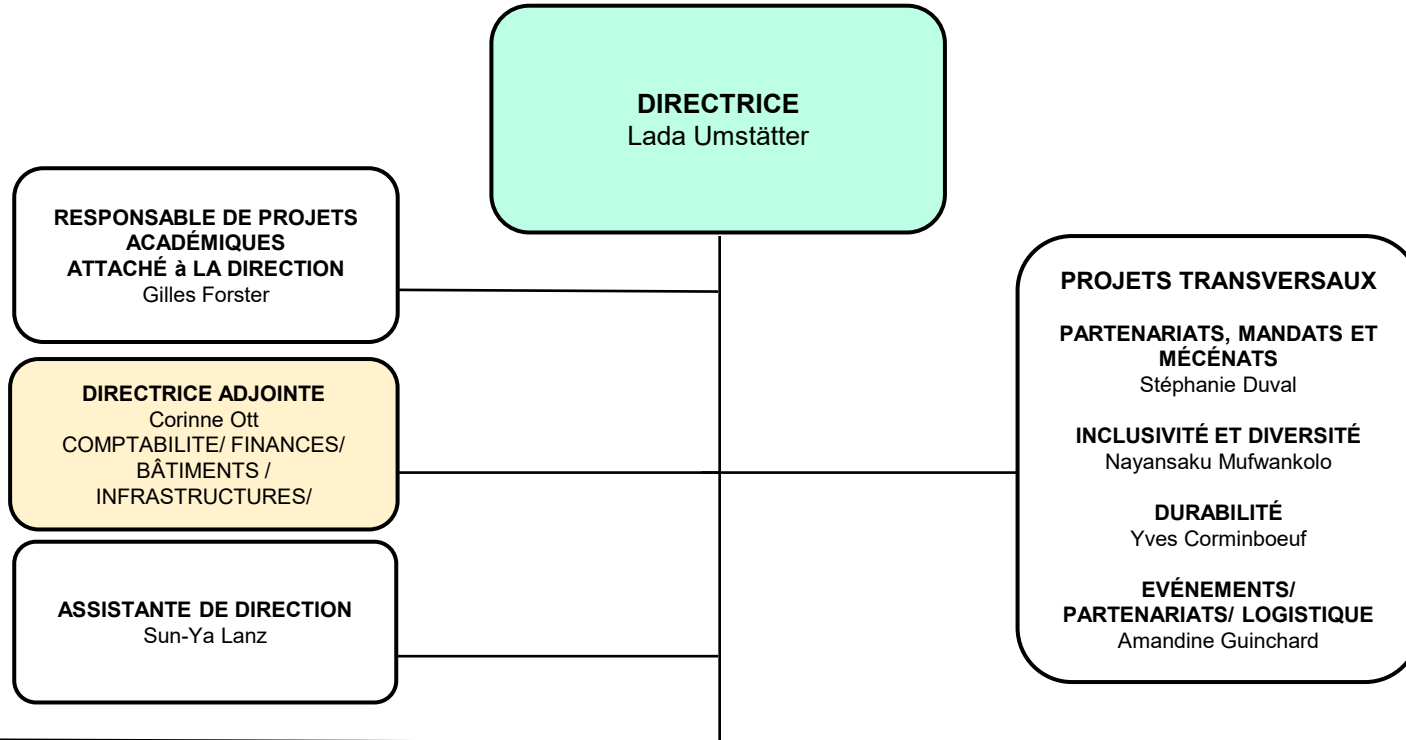 DIRECTRICE
Lada Umstätter
RESPONSABLE DE PROJETS
ACADÉMIQUES
ATTACHÉ à LA DIRECTION
Gilles Forster
DIRECTRICE ADJOINTE
Corinne Ott
COMPTABILITE/ FINANCES/
BÂTIMENTS /
INFRASTRUCTURES/
ASSISTANTE DE DIRECTION
Sun-Ya Lanz
PROJETS TRANSVERSAUX
PARTENARIATS, MANDATS ET
MÉCÉNATS
Stéphanie Duval
INCLUSIVITÉ ET DIVERSITÉ
Nayansaku Mufwankolo
DURABILITÉ
Yves Corminboeuf
EVÉNEMENTS/
PARTENARIATS/ LOGISTIQUE
Amandine Guinchard